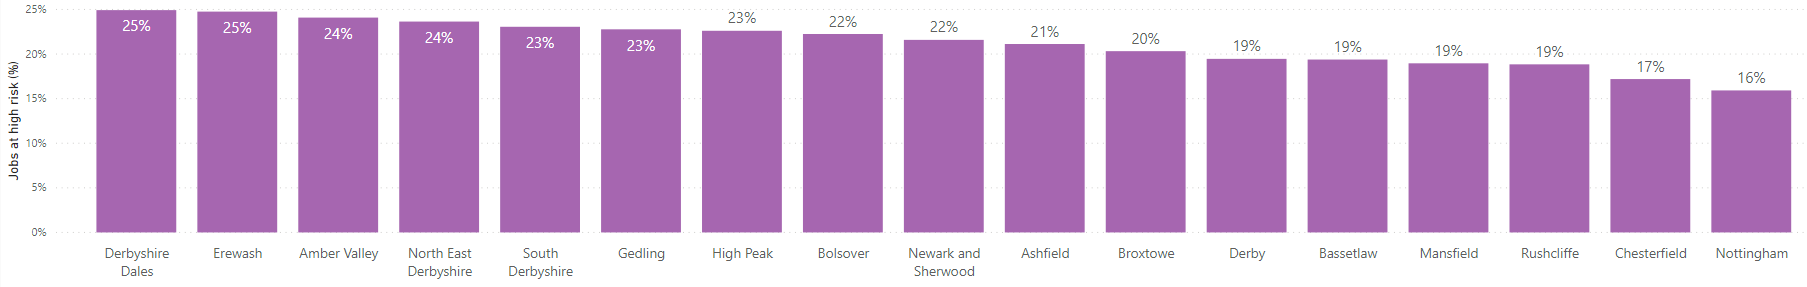 Jobs at high risk (%)
25%
20%
15%
10%
5%
0%
25%
25%
24%
24%
23%
23%
23%
22%
22%
21%
20%
19%
19%
19%
19%
17%
16%
Derbyshire
Dales
Erewash
Amber Valley
North East
Derbyshire
South
Derbyshire
Gedling
High Peak
Bolsover
Newark and
Sherwood
Ashfield
Broxtowe
Derby
Bassetlaw
Mansfield
Rushcliffe
Chesterfield
Nottingham